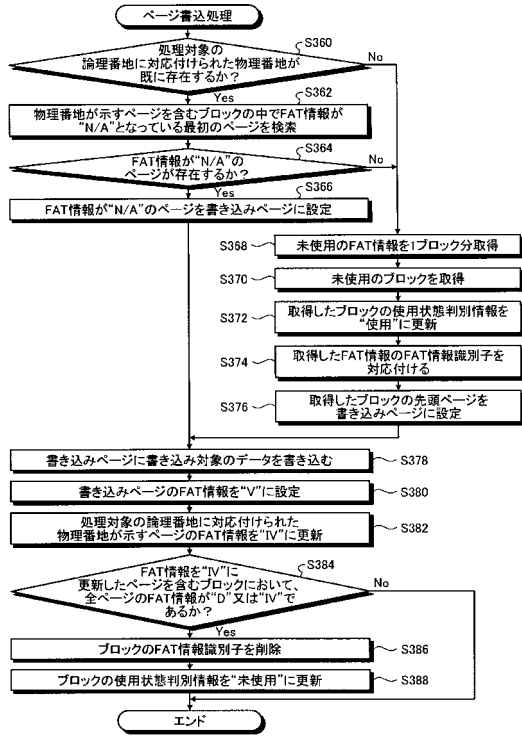 ページ書込処理
S360
処理対象の
論理番地に対応付けられた物理番地が
既に存在するか?
No
Yes
S362
物理番地が示すページを含むブロックの中でFAT情報が
“N/A”となっている最初のページを検索
S364
FAT情報が“N/A”の
ページが存在するか?
No
Yes
S366
FAT情報が“N/A”のページを書き込みページに設定
S368
未使用のFAT情報を1ブロック分取得
S370
未使用のブロックを取得
S372
取得したブロックの使用状態判別情報を
“使用”に更新
S374
取得したFAT情報のFAT情報識別子を
対応付ける
S376
取得したブロックの先頭ページを
書き込みページに設定
書き込みページに書き込み対象のデータを書き込む
S378
書き込みページのFAT情報を“V”に設定
S380
処理対象の論理番地に対応付けられた
物理番地が示すページのFAT情報を“IV”に更新
S382
S384
FAT情報を“IV”に
更新したページを含むブロックにおいて、
全ページのFAT情報が“D”又は“IV”で
あるか?
No
Yes
ブロックのFAT情報識別子を削除
S386
ブロックの使用状態判別情報を“未使用”に更新
S388
エンド